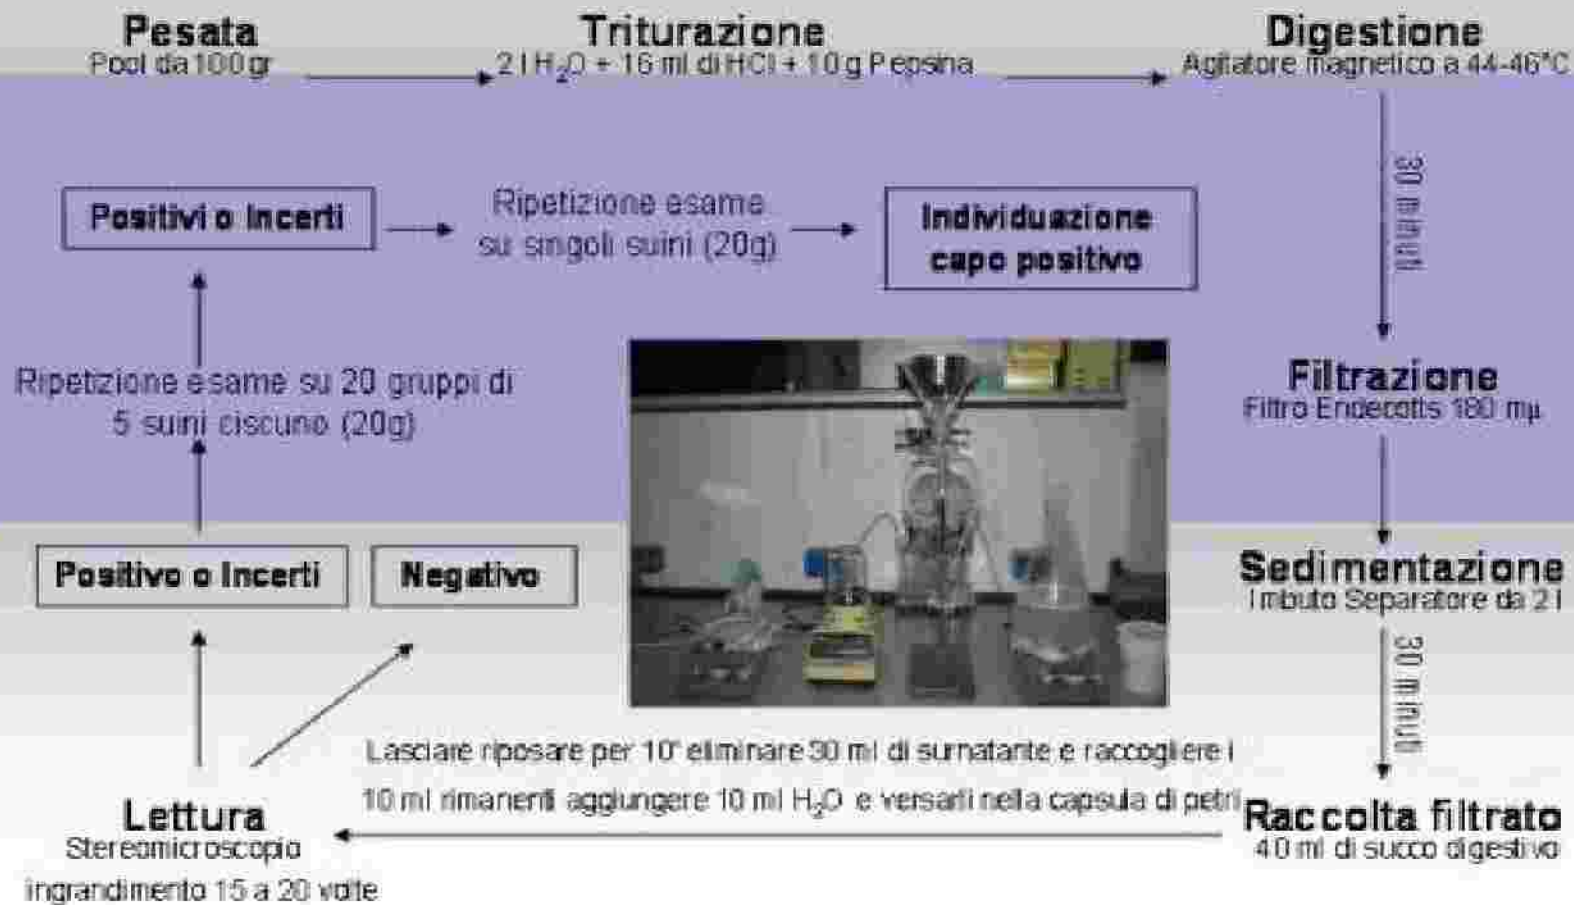 Pesata
Pool da 100 gr
Triturazione
2 l H₂O + 16 ml di HCl + 10 g Pepsina
Digestione
Agitatore magnetico a 44-46°C
30 minuti
Filtrazione
Filtro Endecotts 180 mµ
Sedimentazione
Imbuto Separatore da 2 l
30 minuti
Raccolta filtrato
40 ml di succo digestivo
Lasciare riposare per 10' eliminare 30 ml di surnatante e raccogliere i
10 ml rimanenti aggiungere 10 ml H₂O e versarli nella capsula di petri
Lettura
Stereomicroscopio
ingrandimento 15 a 20 volte
Positivo o Incerti
Negativo
Ripetizione esame su 20 gruppi di
5 suini ciscuno (20g)
Positivi o Incerti
Ripetizione esame
su singoli suini (20g)
Individuazione
capo positivo